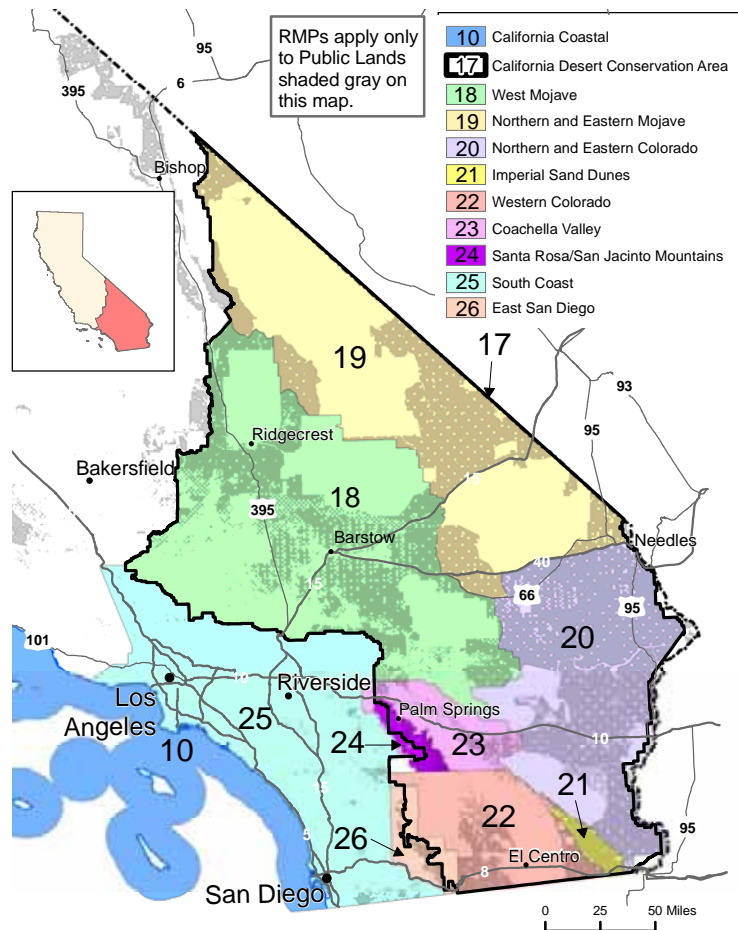 RMPs apply only
to Public Lands
shaded gray on
this map.
10 California Coastal
17 California Desert Conservation Area
18 West Mojave
19 Northern and Eastern Mojave
20 Northern and Eastern Colorado
21 Imperial Sand Dunes
22 Western Colorado
23 Coachella Valley
24 Santa Rosa/San Jacinto Mountains
25 South Coast
26 East San Diego
95
6
395
Bishop
19
17
93
95
Ridgecrest
Bakersfield
18
15
395
Barstow
Needles
40
15
66
95
20
101
10
Riverside
Los
Angeles
Palm Springs
25
24
23
10
10
15
21
22
5
26
El Centro
95
8
San Diego
0 25 50 Miles